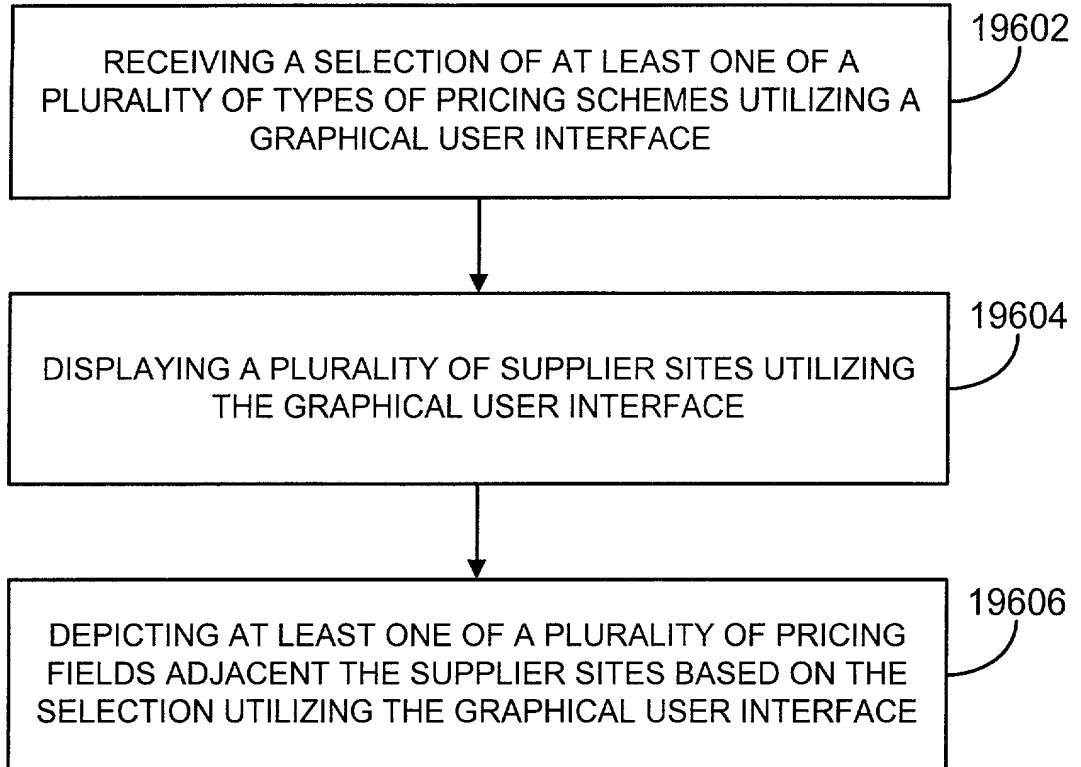 19602
RECEIVING A SELECTION OF AT LEAST ONE OF A
PLURALITY OF TYPES OF PRICING SCHEMES UTILIZING A
GRAPHICAL USER INTERFACE
19604
DISPLAYING A PLURALITY OF SUPPLIER SITES UTILIZING
THE GRAPHICAL USER INTERFACE
19606
DEPICTING AT LEAST ONE OF A PLURALITY OF PRICING
FIELDS ADJACENT THE SUPPLIER SITES BASED ON THE
SELECTION UTILIZING THE GRAPHICAL USER INTERFACE